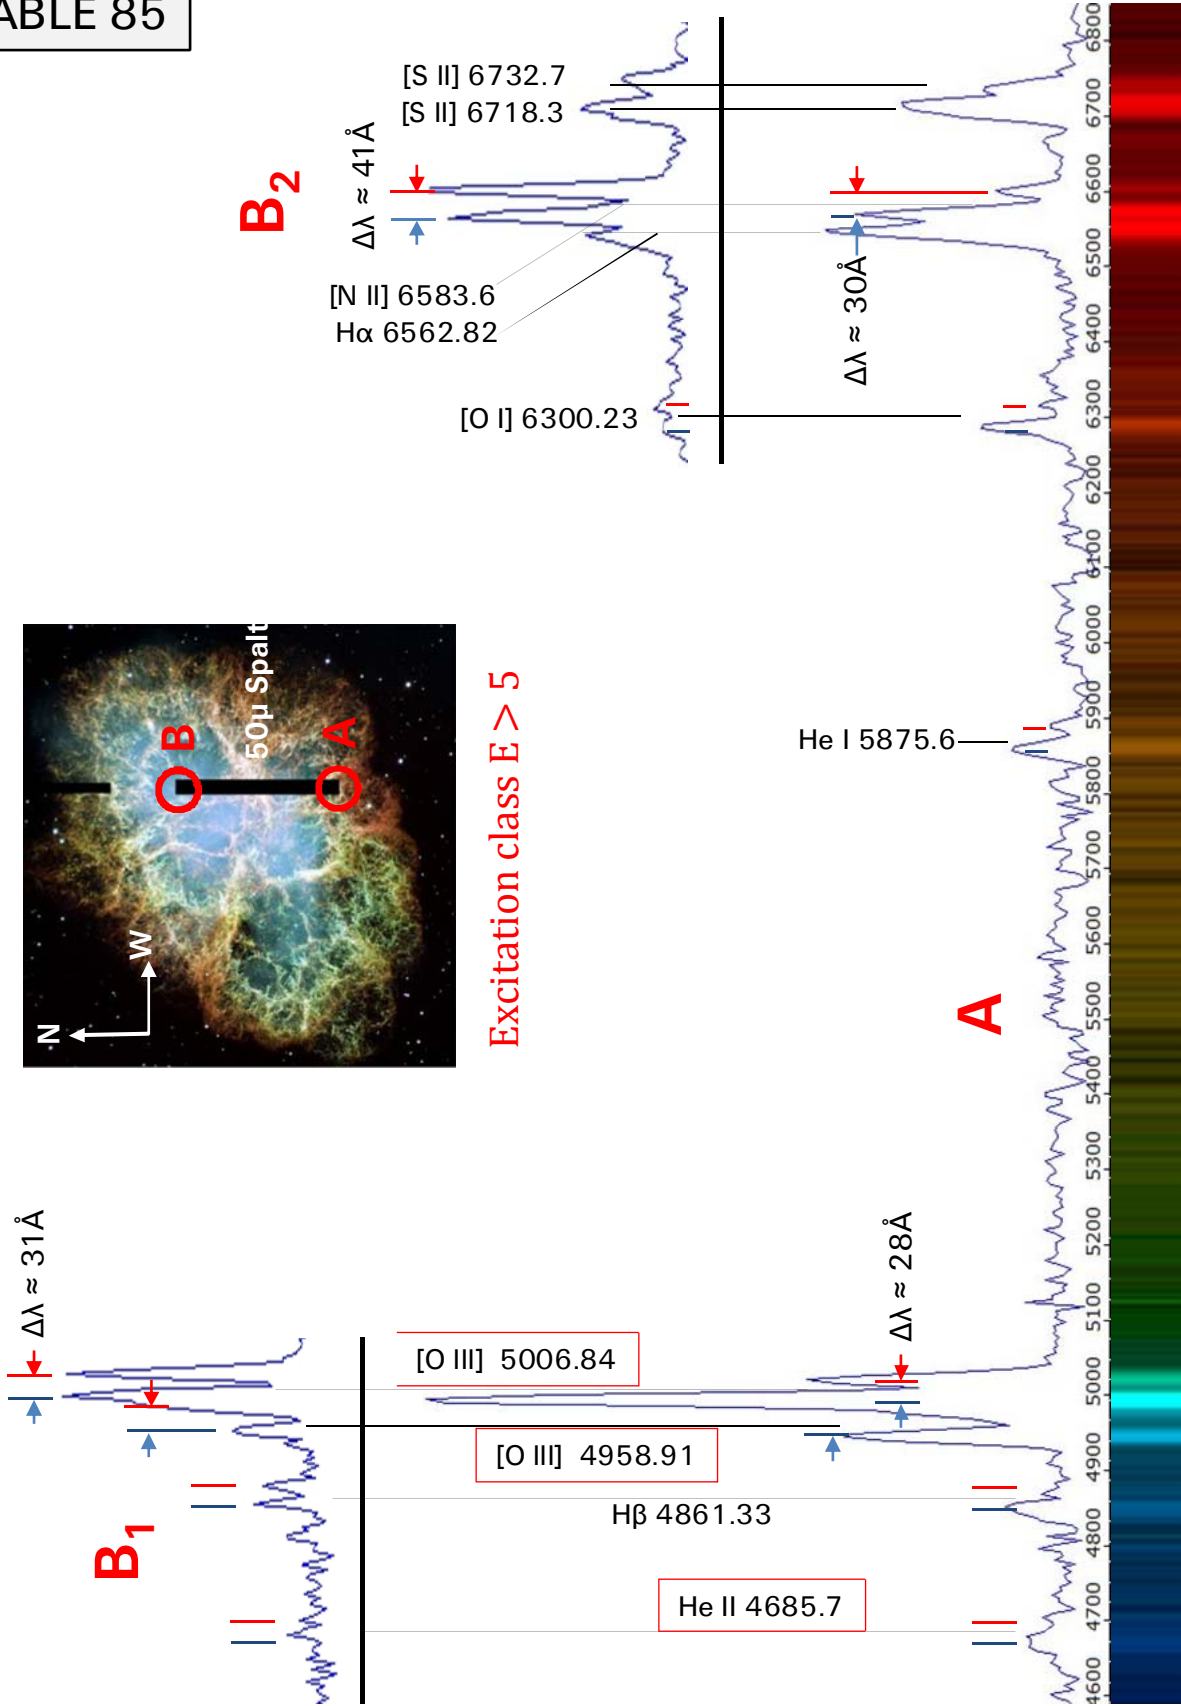 ABLE 85
[S II] 6732.7
[S II] 6718.3
Δλ ≈ 41Å
B2
[N II] 6583.6
Hα 6562.82
Δλ ≈ 30Å
[O I] 6300.23
50µ Spalt
B
A
N
W
Excitation class E > 5
He I 5875.6
A
Δλ ≈ 31Å
Δλ ≈ 28Å
[O III] 5006.84
[O III] 4958.91
Hβ 4861.33
B1
He II 4685.7
4600
4700
4800
4900
5000
5100
5200
5300
5400
5500
5600
5700
5800
5900
6000
6100
6200
6300
6400
6500
6600
6700
6800